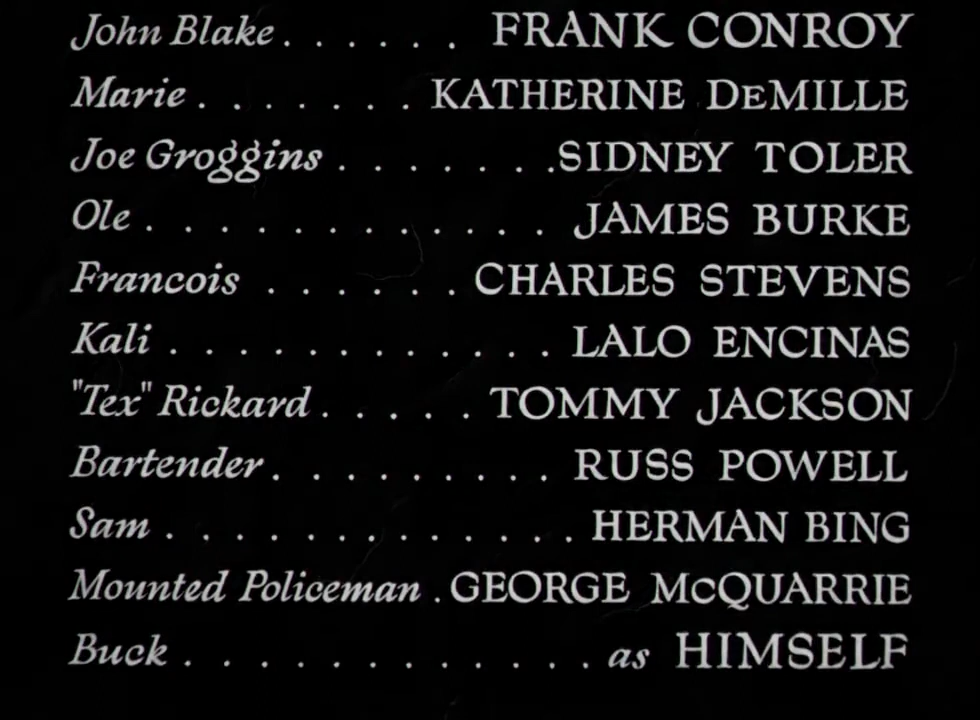 John Blake . . . . . . FRANK CONROY
Marie . . . . . . . KATHERINE DeMILLE
Joe Groggins . . . . . . . SIDNEY TOLER
Ole . . . . . . . . . . . . JAMES BURKE
Francois . . . . . . CHARLES STEVENS
Kali . . . . . . . . . . . . LALO ENCINAS
"Tex" Rickard . . . . . TOMMY JACKSON
Bartender . . . . . . . . . RUSS POWELL
Sam . . . . . . . . . . . . . HERMAN BING
Mounted Policeman . GEORGE McQUARRIE
Buck . . . . . . . . . . . . . as HIMSELF